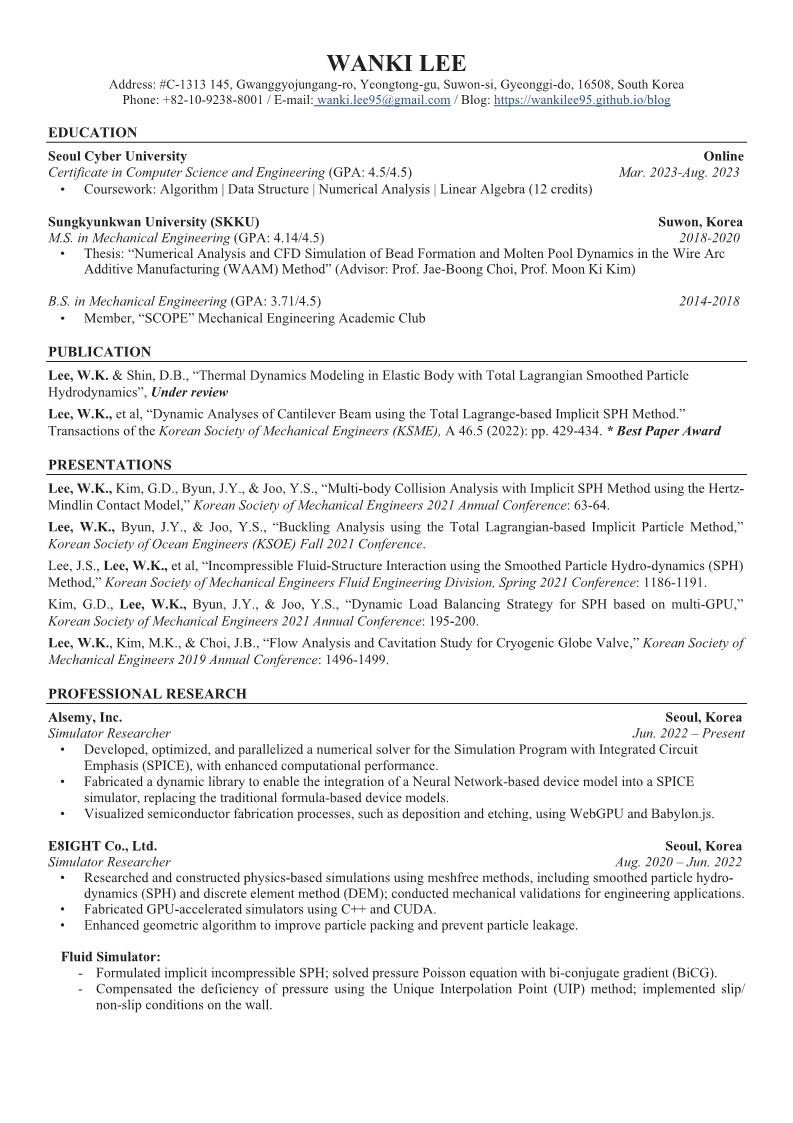 WANKI LEE
Address: #C-1313 145, Gwanggyojungang-ro, Yeongtong-gu, Suwon-si, Gyeonggi-do, 16508, South Korea
Phone: +82-10-9238-8001 / E-mail: wanki.lee95@gmail.com / Blog: https://wankilee95.github.io/blog
EDUCATION
Seoul Cyber University Online
Certificate in Computer Science and Engineering (GPA: 4.5/4.5) Mar. 2023-Aug. 2023
• Coursework: Algorithm | Data Structure | Numerical Analysis | Linear Algebra (12 credits)
Sungkyunkwan University (SKKU) Suwon, Korea
M.S. in Mechanical Engineering (GPA: 4.14/4.5) 2018-2020
• Thesis: “Numerical Analysis and CFD Simulation of Bead Formation and Molten Pool Dynamics in the Wire Arc
Additive Manufacturing (WAAM) Method” (Advisor: Prof. Jae-Boong Choi, Prof. Moon Ki Kim)
B.S. in Mechanical Engineering (GPA: 3.71/4.5) 2014-2018
• Member, “SCOPE” Mechanical Engineering Academic Club
PUBLICATION
Lee, W.K. & Shin, D.B., “Thermal Dynamics Modeling in Elastic Body with Total Lagrangian Smoothed Particle
Hydrodynamics”, Under review
Lee, W.K., et al, “Dynamic Analyses of Cantilever Beam using the Total Lagrange-based Implicit SPH Method.”
Transactions of the Korean Society of Mechanical Engineers (KSME), A 46.5 (2022): pp. 429-434. * Best Paper Award
PRESENTATIONS
Lee, W.K., Kim, G.D., Byun, J.Y., & Joo, Y.S., “Multi-body Collision Analysis with Implicit SPH Method using the Hertz-
Mindlin Contact Model,” Korean Society of Mechanical Engineers 2021 Annual Conference: 63-64.
Lee, W.K., Byun, J.Y., & Joo, Y.S., “Buckling Analysis using the Total Lagrangian-based Implicit Particle Method,”
Korean Society of Ocean Engineers (KSOE) Fall 2021 Conference.
Lee, J.S., Lee, W.K., et al, “Incompressible Fluid-Structure Interaction using the Smoothed Particle Hydro-dynamics (SPH)
Method,” Korean Society of Mechanical Engineers Fluid Engineering Division, Spring 2021 Conference: 1186-1191.
Kim, G.D., Lee, W.K., Byun, J.Y., & Joo, Y.S., “Dynamic Load Balancing Strategy for SPH based on multi-GPU,”
Korean Society of Mechanical Engineers 2021 Annual Conference: 195-200.
Lee, W.K., Kim, M.K., & Choi, J.B., “Flow Analysis and Cavitation Study for Cryogenic Globe Valve,” Korean Society of
Mechanical Engineers 2019 Annual Conference: 1496-1499.
PROFESSIONAL RESEARCH
Alsemy, Inc. Seoul, Korea
Simulator Researcher Jun. 2022 – Present
• Developed, optimized, and parallelized a numerical solver for the Simulation Program with Integrated Circuit
Emphasis (SPICE), with enhanced computational performance.
• Fabricated a dynamic library to enable the integration of a Neural Network-based device model into a SPICE
simulator, replacing the traditional formula-based device models.
• Visualized semiconductor fabrication processes, such as deposition and etching, using WebGPU and Babylon.js.
E8IGHT Co., Ltd. Seoul, Korea
Simulator Researcher Aug. 2020 – Jun. 2022
• Researched and constructed physics-based simulations using meshfree methods, including smoothed particle hydro-
dynamics (SPH) and discrete element method (DEM); conducted mechanical validations for engineering applications.
• Fabricated GPU-accelerated simulators using C++ and CUDA.
• Enhanced geometric algorithm to improve particle packing and prevent particle leakage.
Fluid Simulator:
- Formulated implicit incompressible SPH; solved pressure Poisson equation with bi-conjugate gradient (BiCG).
- Compensated the deficiency of pressure using the Unique Interpolation Point (UIP) method; implemented slip/
non-slip conditions on the wall.